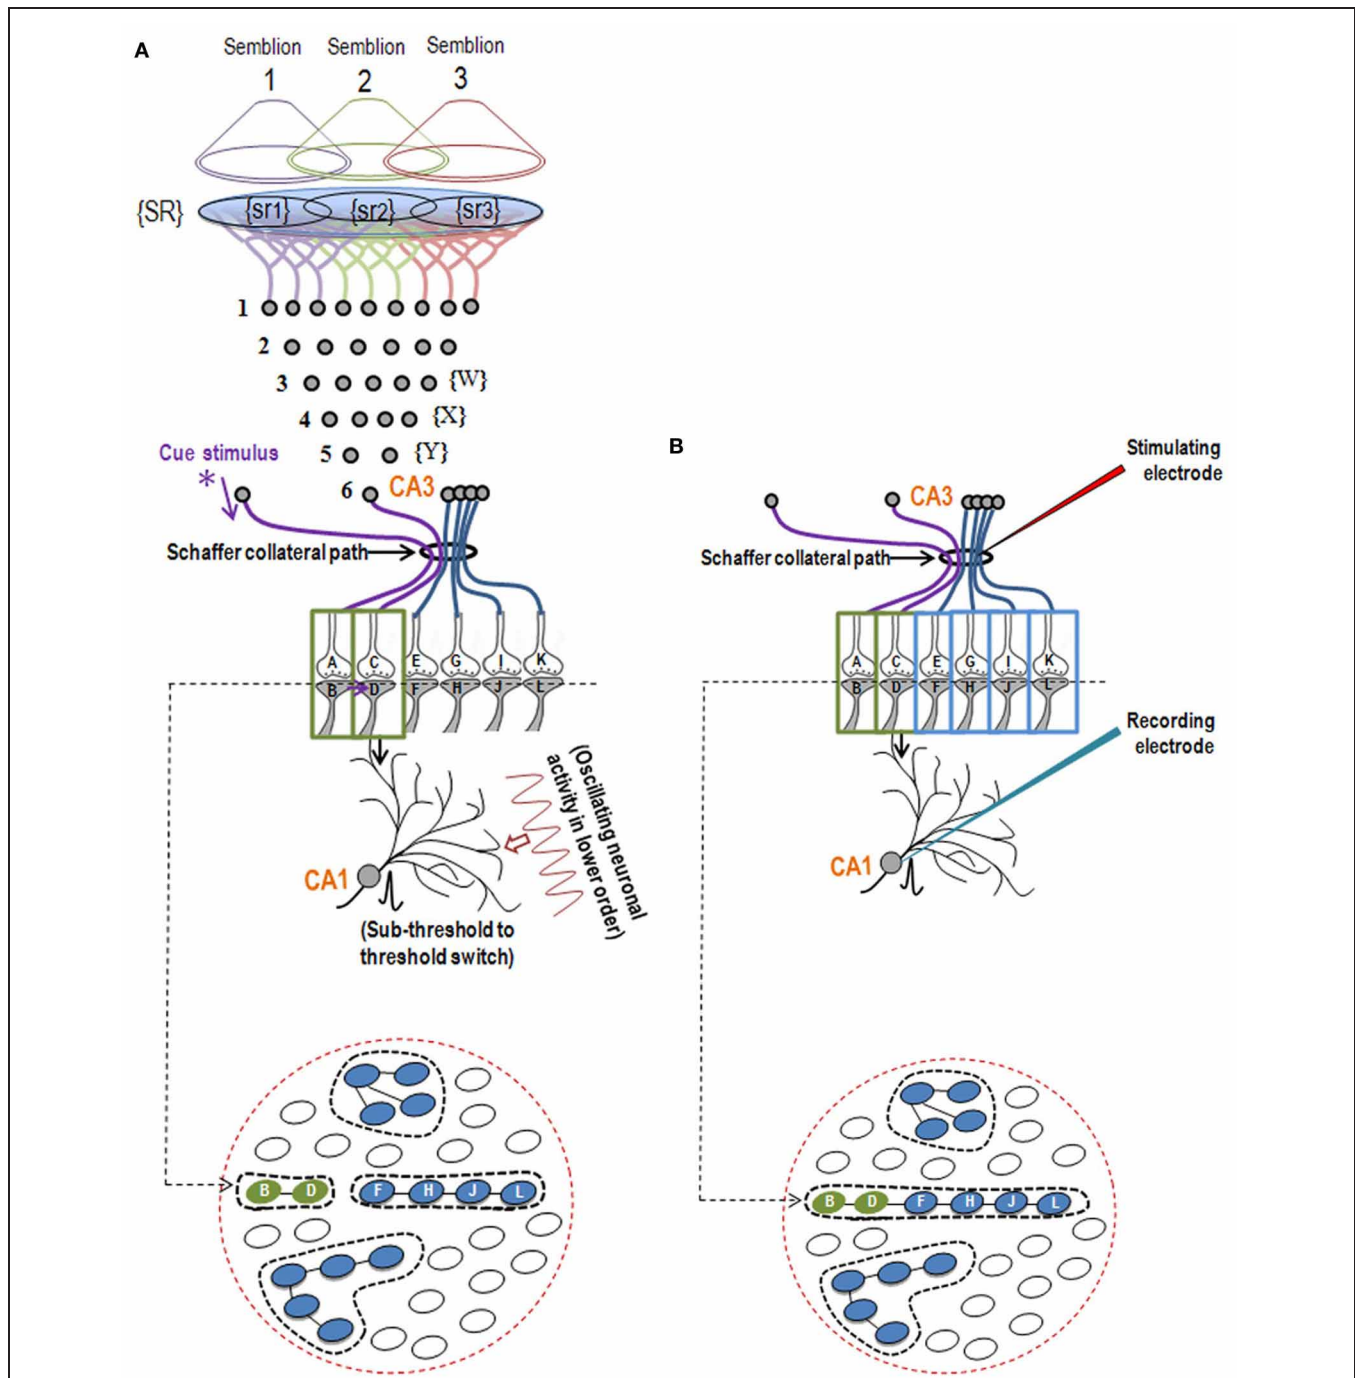 A
Semblion Semblion Semblion
1 2 3
{SR} {sr1} {sr2} {sr3}
1
2
3 {W}
4 {X}
5 {Y}
Cue stimulus
*
6 CA3
Schaffer collateral path
A C E G I K
B D F H J L
(Oscillating neuronal
activity in lower order)
CA1
(Sub-threshold to
threshold switch)
B D F H J L
B
Stimulating
electrode
CA3
Schaffer collateral path
A C E G I K
B D F H J L
Recording
electrode
CA1
B D F H J L